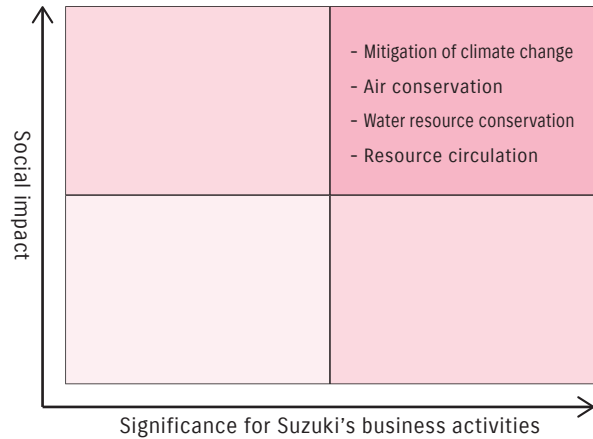 - Mitigation of climate change
- Air conservation
- Water resource conservation
- Resource circulation
Social impact
Significance for Suzuki's business activities